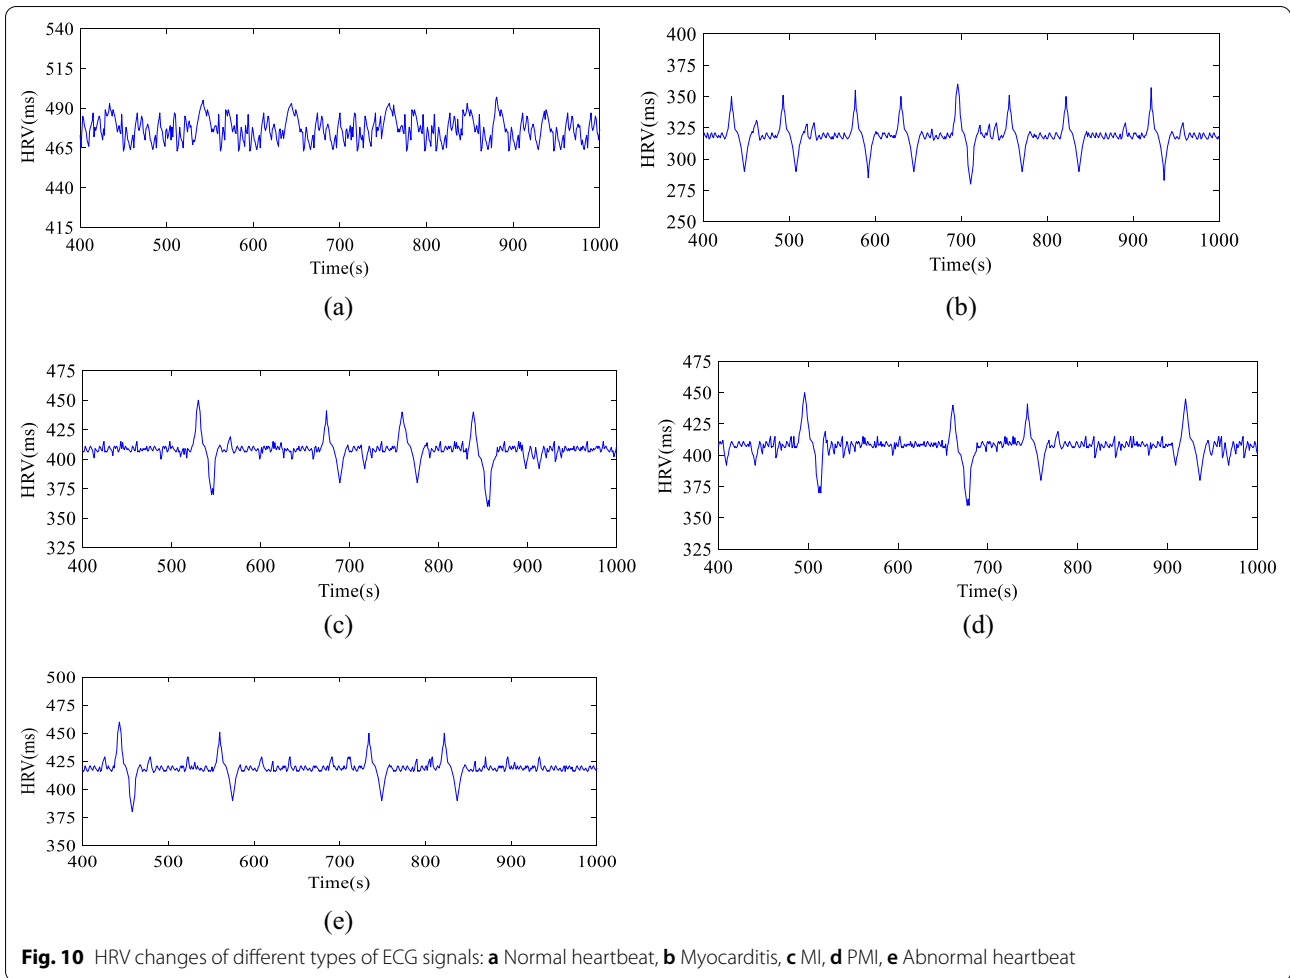 540
515
490
465
440
415
HRV(ms)
400 500 600 700 800 900 1000
Time(s)
(a)
400
375
350
325
300
275
250
HRV(ms)
400 500 600 700 800 900 1000
Time(s)
(b)
475
450
425
400
375
350
325
HRV(ms)
400 500 600 700 800 900 1000
Time(s)
(c)
475
450
425
400
375
350
325
HRV(ms)
400 500 600 700 800 900 1000
Time(s)
(d)
500
475
450
425
400
375
350
HRV(ms)
400 500 600 700 800 900 1000
Time(s)
(e)
Fig. 10 HRV changes of different types of ECG signals: a Normal heartbeat, b Myocarditis, c MI, d PMI, e Abnormal heartbeat